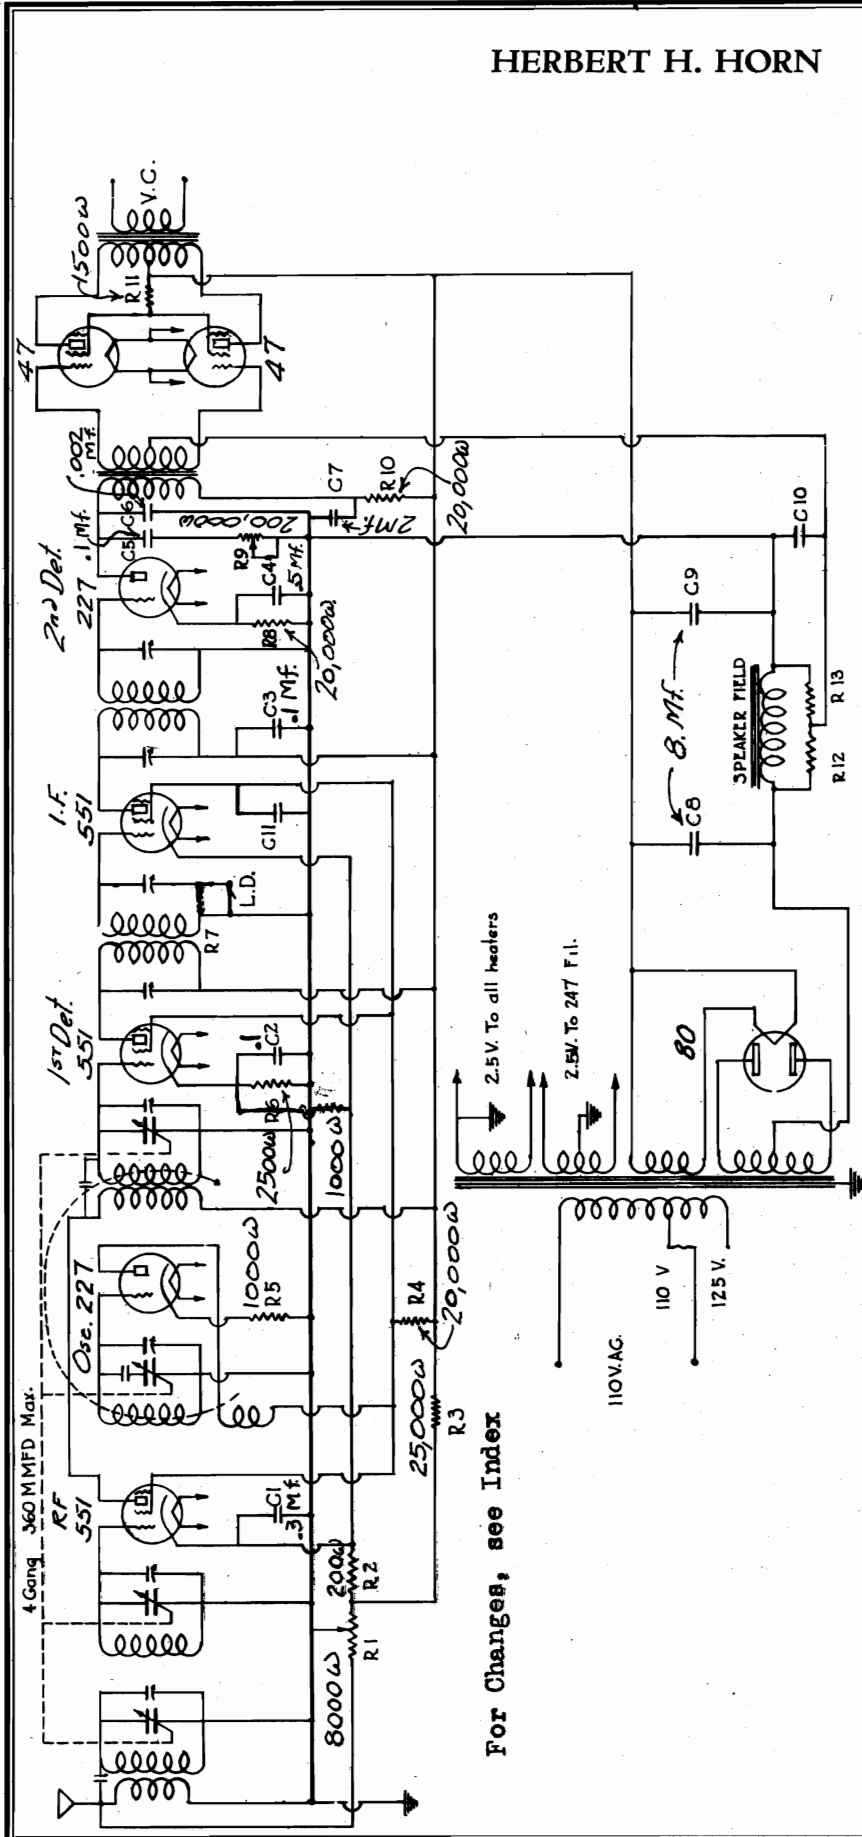 HERBERT H. HORN
4 Gang 360 MMFD Max.
RF
551
Osc. 227
1ST Det.
551
I.F.
551
2nd Det.
227
47
47
1500ω
R11
V.C.
.002
Mf.
.1 Mf.
C5
C6
200,000ω
R9
C4
.5 Mf.
R8
20,000ω
C7
2 Mf.
R10
20,000ω
C3
.1 Mf.
C11
R7
L.D.
.1
C2
R6
2500ω
1000ω
1000ω
R5
R4
20,000ω
25,000ω
R3
C1
.3 Mf.
200ω
R2
8000ω
R1
For Changes, see Index
2.5V. To all heaters
2.5V. To 247 Fil.
110 V.AG.
110 V
125 V.
80
8. Mf.
C8
C9
C10
SPEAKER FIELD
R12
R13